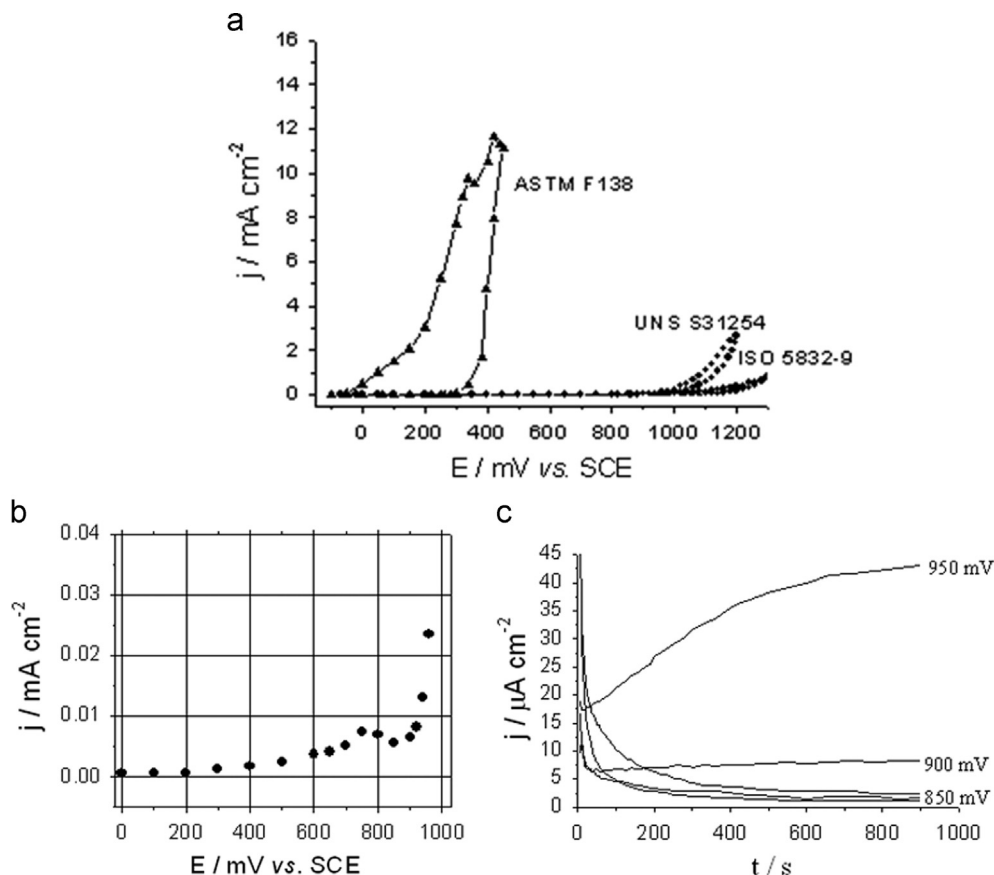 a
16
14
12
10
8
6
4
2
0
j / mA cm-2
ASTM F138
UNS S31254
ISO 5832-9
0 200 400 600 800 1000 1200
E / mV vs. SCE
b
0.04
0.03
0.02
0.01
0.00
j / mA cm-2
0 200 400 600 800 1000
E / mV vs. SCE
c
45
40
35
30
25
20
15
10
5
0
j / μA cm-2
950 mV
900 mV
850 mV
0 200 400 600 800 1000
t / s